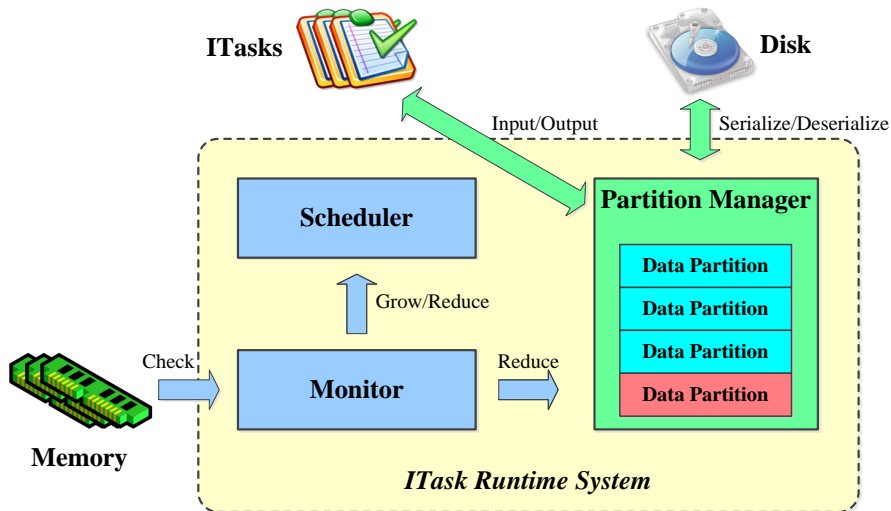 ITasks
Disk
Input/Output
Serialize/Deserialize
Scheduler
Partition Manager
Data Partition
Data Partition
Data Partition
Data Partition
Grow/Reduce
Check
Monitor
Reduce
Memory
ITask Runtime System